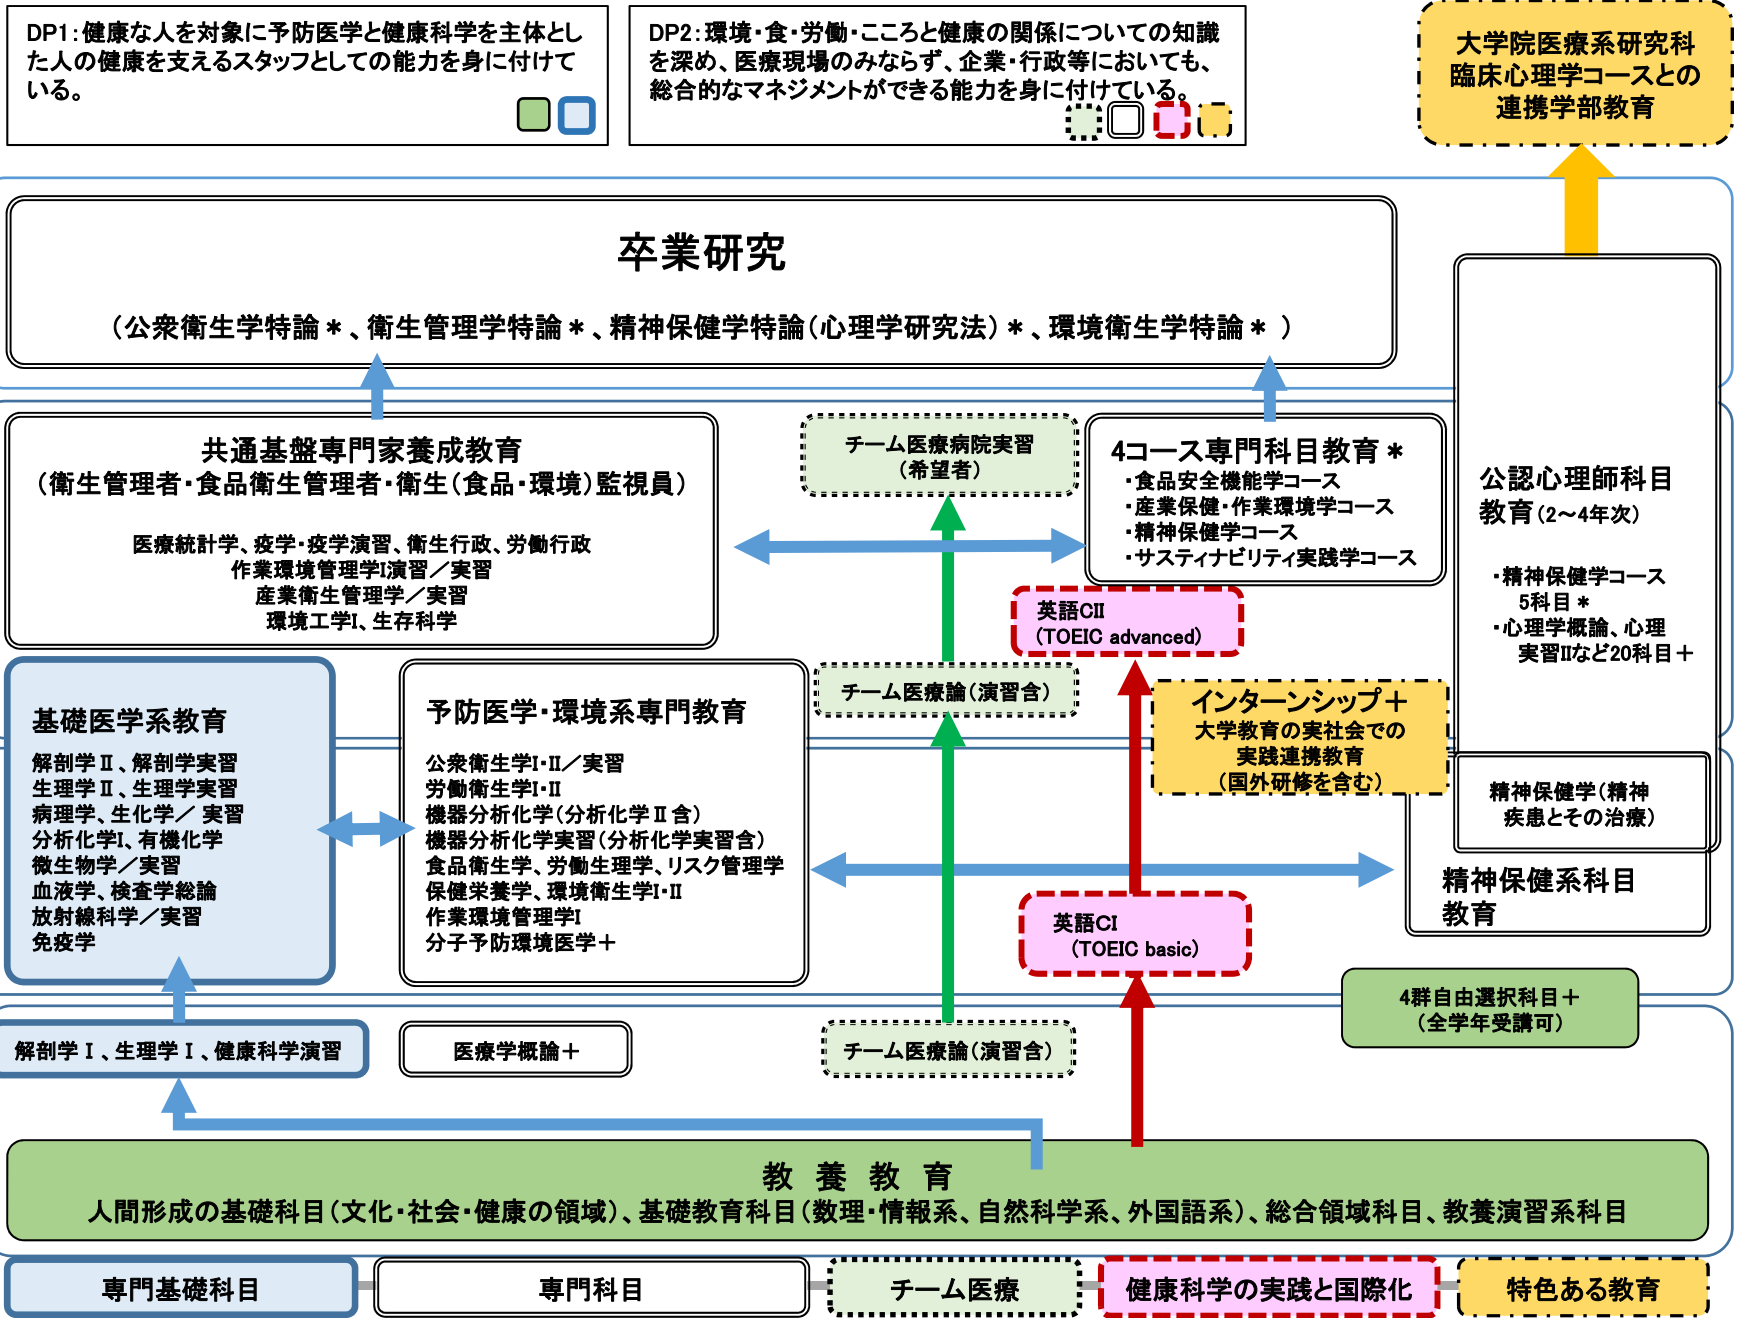 DP1：健康な人を対象に予防医学と健康科学を主体とし
た人の健康を支えるスタッフとしての能力を身に付けて
いる。
DP2：環境・食・労働・こころと健康の関係についての知識
を深め、医療現場のみならず、企業・行政等においても、
総合的なマネジメントができる能力を身に付けている。
大学院医療系研究科
臨床心理学コースとの
連携学部教育
卒業研究
（公衆衛生学特論＊、衛生管理学特論＊、精神保健学特論（心理学研究法）＊、環境衛生学特論＊ ）
共通基盤専門家養成教育
（衛生管理者・食品衛生管理者・衛生（食品・環境）監視員）
医療統計学、疫学・疫学演習、衛生行政、労働行政
作業環境管理学I演習／実習
産業衛生管理学／実習
環境工学I、生存科学
チーム医療病院実習
（希望者）
4コース専門科目教育＊
・食品安全機能学コース
・産業保健・作業環境学コース
・精神保健学コース
・サスティナビリティ実践学コース
公認心理師科目
教育（2～4年次）
・精神保健学コース
5科目＊
・心理学概論、心理
実習IIなど20科目＋
英語CII
（TOEIC advanced）
基礎医学系教育
解剖学Ⅱ、解剖学実習
生理学Ⅱ、生理学実習
病理学、生化学／ 実習
分析化学I、有機化学
微生物学／実習
血液学、検査学総論
放射線科学／実習
免疫学
予防医学・環境系専門教育
公衆衛生学I・II／実習
労働衛生学I・II
機器分析化学（分析化学Ⅱ含）
機器分析化学実習（分析化学実習含）
食品衛生学、労働生理学、リスク管理学
保健栄養学、環境衛生学I・II
作業環境管理学I
分子予防環境医学＋
チーム医療論（演習含）
インターンシップ＋
大学教育の実社会での
実践連携教育
（国外研修を含む）
精神保健学（精神
疾患とその治療）
精神保健系科目
教育
英語CI
（TOEIC basic）
4群自由選択科目＋
（全学年受講可）
解剖学Ⅰ、生理学Ⅰ、健康科学演習
医療学概論＋
チーム医療論（演習含）
教 養 教 育
人間形成の基礎科目（文化・社会・健康の領域）、基礎教育科目（数理・情報系、自然科学系、外国語系）、総合領域科目、教養演習系科目
専門基礎科目
専門科目
チーム医療
健康科学の実践と国際化
特色ある教育